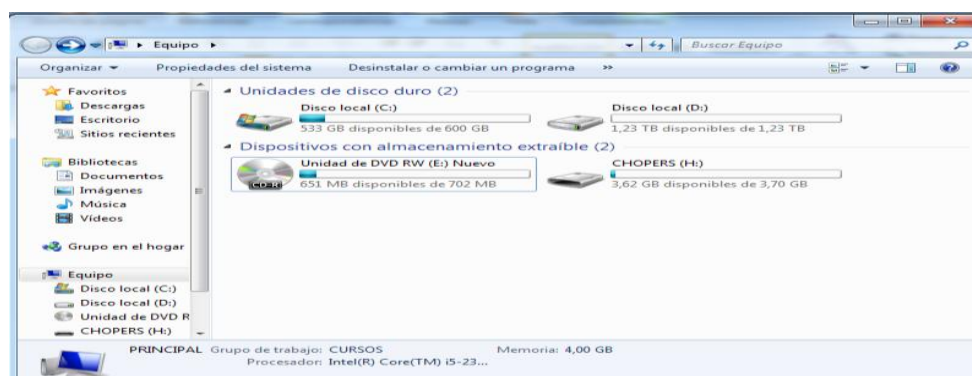 Equipo
Buscar Equipo
Organizar Propiedades del sistema Desinstalar o cambiar un programa »
Favoritos
Descargas
Escritorio
Sitios recientes
Bibliotecas
Documentos
Imágenes
Música
Vídeos
Grupo en el hogar
Equipo
Disco local (C:)
Disco local (D:)
Unidad de DVD R
CHOPERS (H:)
Unidades de disco duro (2)
Disco local (C:)
533 GB disponibles de 600 GB
Disco local (D:)
1,23 TB disponibles de 1,23 TB
Dispositivos con almacenamiento extraíble (2)
Unidad de DVD RW (E:) Nuevo
CD-R
651 MB disponibles de 702 MB
CHOPERS (H:)
3,62 GB disponibles de 3,70 GB
PRINCIPAL Grupo de trabajo: CURSOS Memoria: 4,00 GB
Procesador: Intel(R) Core(TM) i5-23...